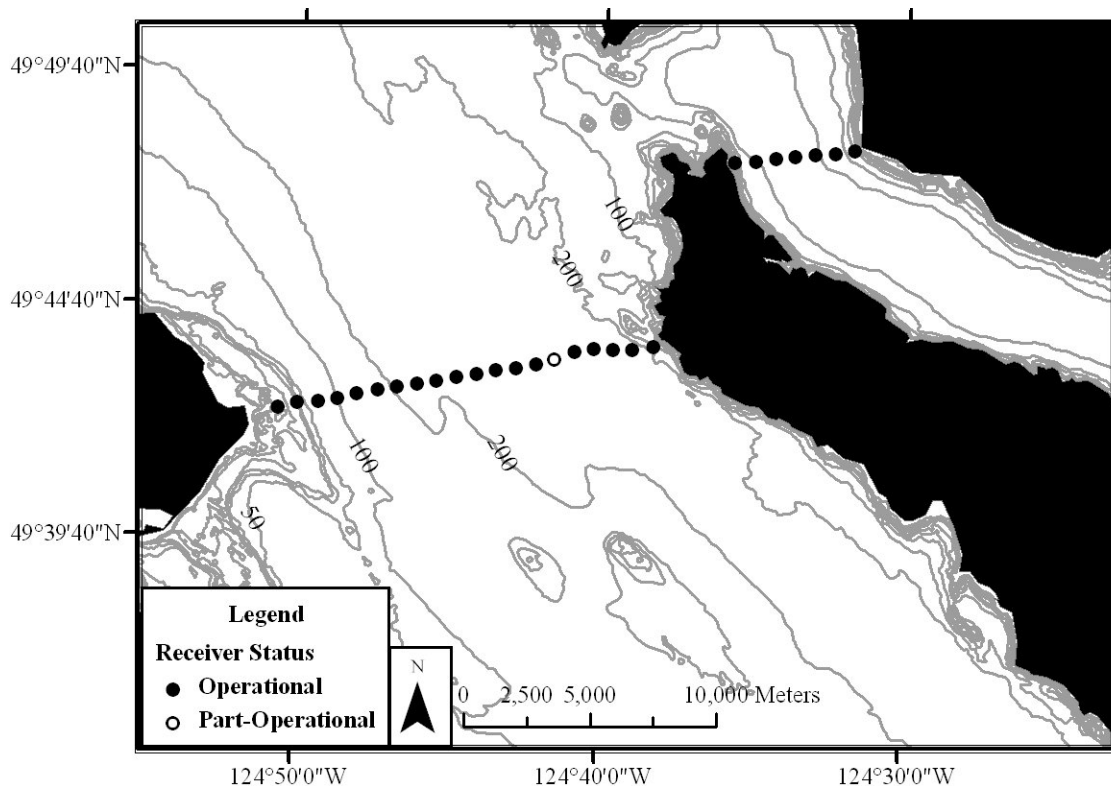 49°49'40"N
100
200
49°44'40"N
100
200
50
49°39'40"N
Legend
Receiver Status
Operational
Part-Operational
N
0 2,500 5,000 10,000 Meters
124°50'0"W 124°40'0"W 124°30'0"W